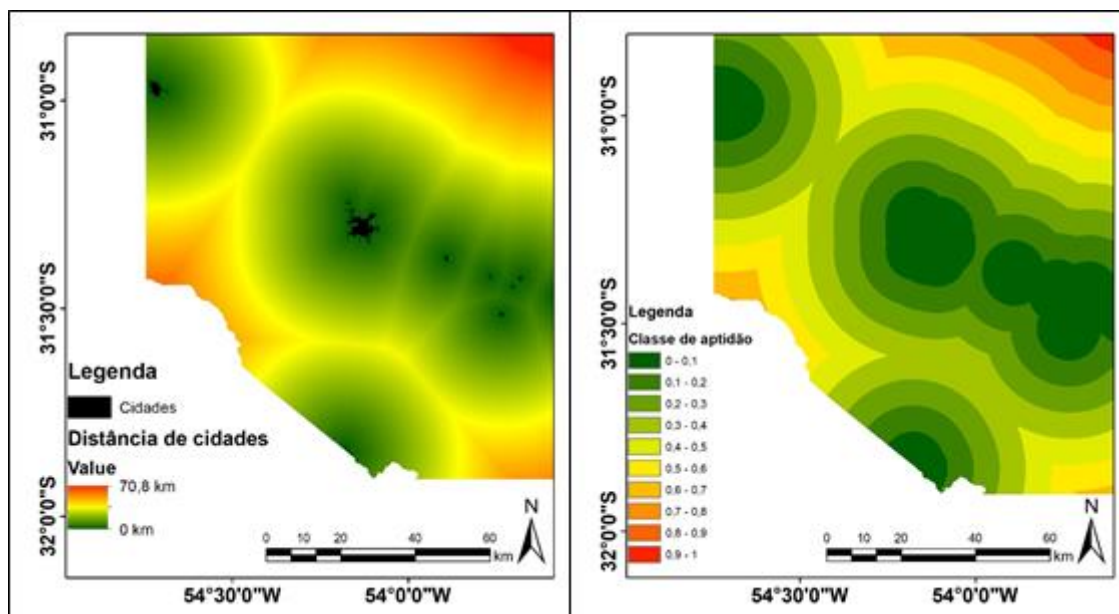 31°0'0"S
31°30'0"S
32°0'0"S
Legenda
Cidades
Distância de cidades
Value
70,8 km
0 km
N
0 10 20 40 60
km
54°30'0"W 54°0'0"W
31°0'0"S
31°30'0"S
32°0'0"S
Legenda
Classe de aptidão
0 - 0,1
0.1 - 0.2
0.2 - 0.3
0.3 - 0.4
0.4 - 0.5
0.5 - 0.6
0.6 - 0.7
0.7 - 0.8
0.8 - 0.9
0.9 - 1
N
0 10 20 40 60
km
54°30'0"W 54°0'0"W